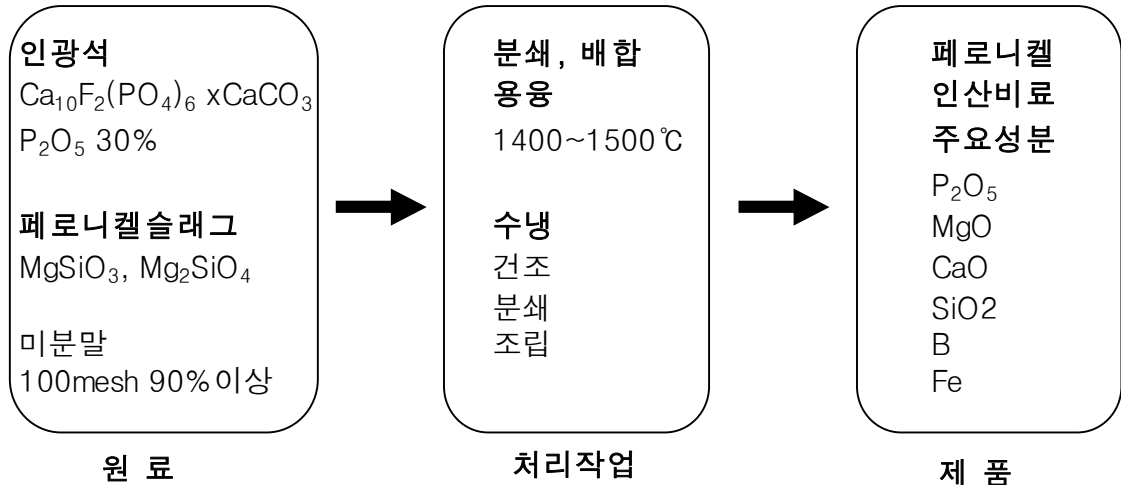 인광석
Ca₁₀F₂(PO₄)₆ xCaCO₃
P₂O₅ 30%
페로니켈슬래그
MgSiO₃, Mg₂SiO₄
미분말
100mesh 90%이상
원 료
분쇄, 배합
용융
1400~1500℃
수냉
건조
분쇄
조립
처리작업
페로니켈
인산비료
주요성분
P₂O₅
MgO
CaO
SiO2
B
Fe
제 품